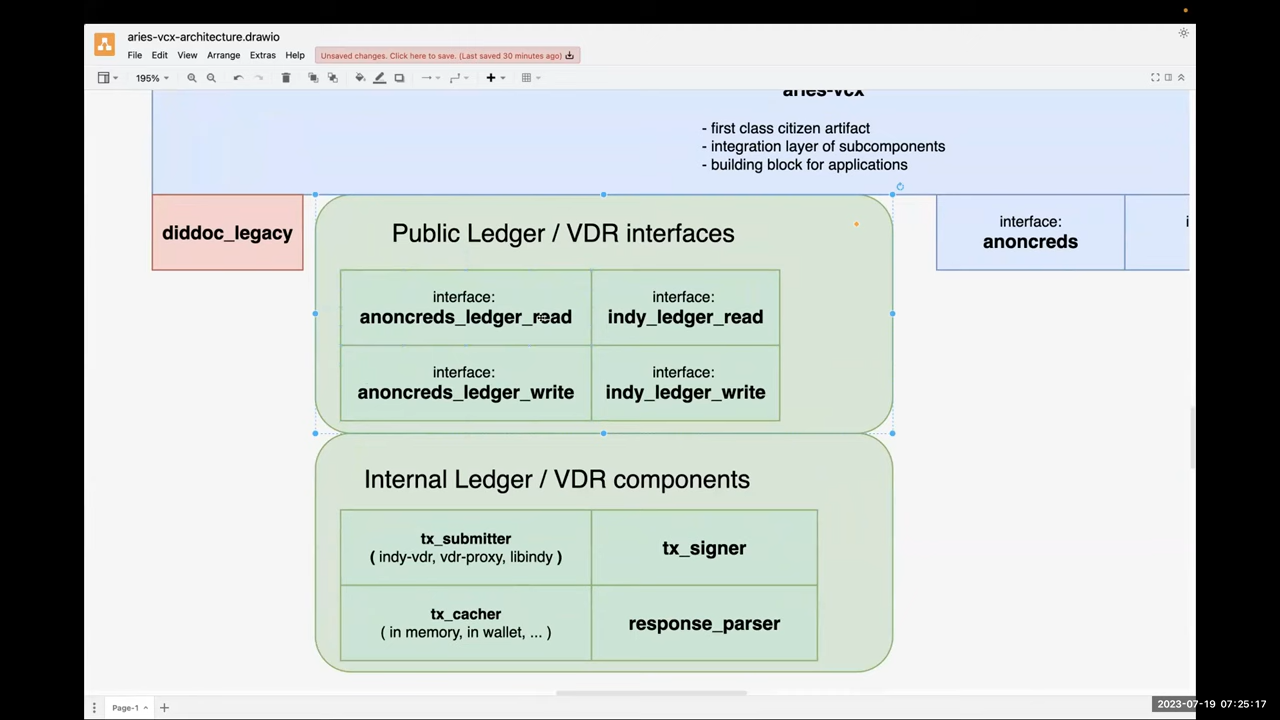 aries-vcx-architecture.drawio
File Edit View Arrange Extras Help Unsaved changes. Click here to save. (Last saved 30 minutes ago)
195%
aries-vcx
- first class citizen artifact
- integration layer of subcomponents
- building block for applications
diddoc_legacy
Public Ledger / VDR interfaces
interface:
anoncreds_ledger_read
interface:
indy_ledger_read
interface:
anoncreds_ledger_write
interface:
indy_ledger_write
interface:
anoncreds
i
Internal Ledger / VDR components
tx_submitter
( indy-vdr, vdr-proxy, libindy )
tx_signer
tx_cacher
( in memory, in wallet, ... )
response_parser
Page-1
2023-07-19 07:25:17